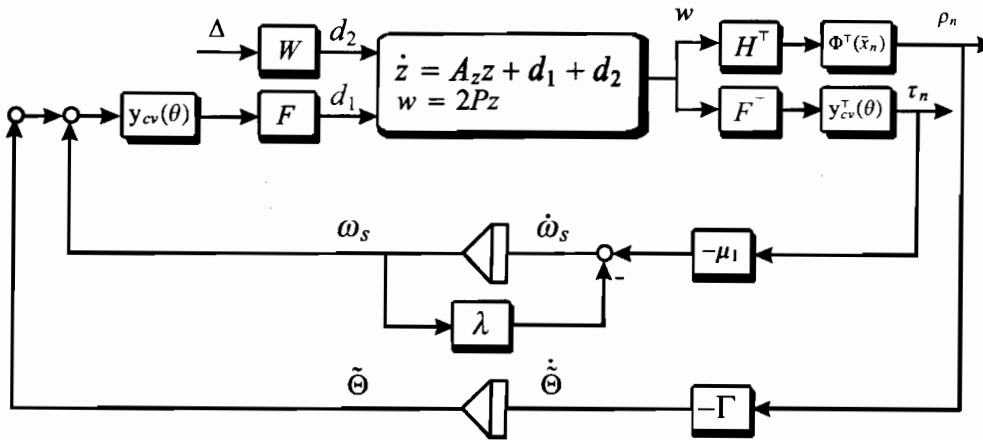 Δ
W
d₂
y_cv(θ)
F
d₁
ż = A_z z + d₁ + d₂
w = 2Pz
w
H^⊤
Φ^⊤(x̄_n)
ρ_n
F^⊤
y_cv^⊤(θ)
τ_n
ω_s
ω̇_s
-
−μ₁
λ
Θ̃
Θ̃̇
−Γ